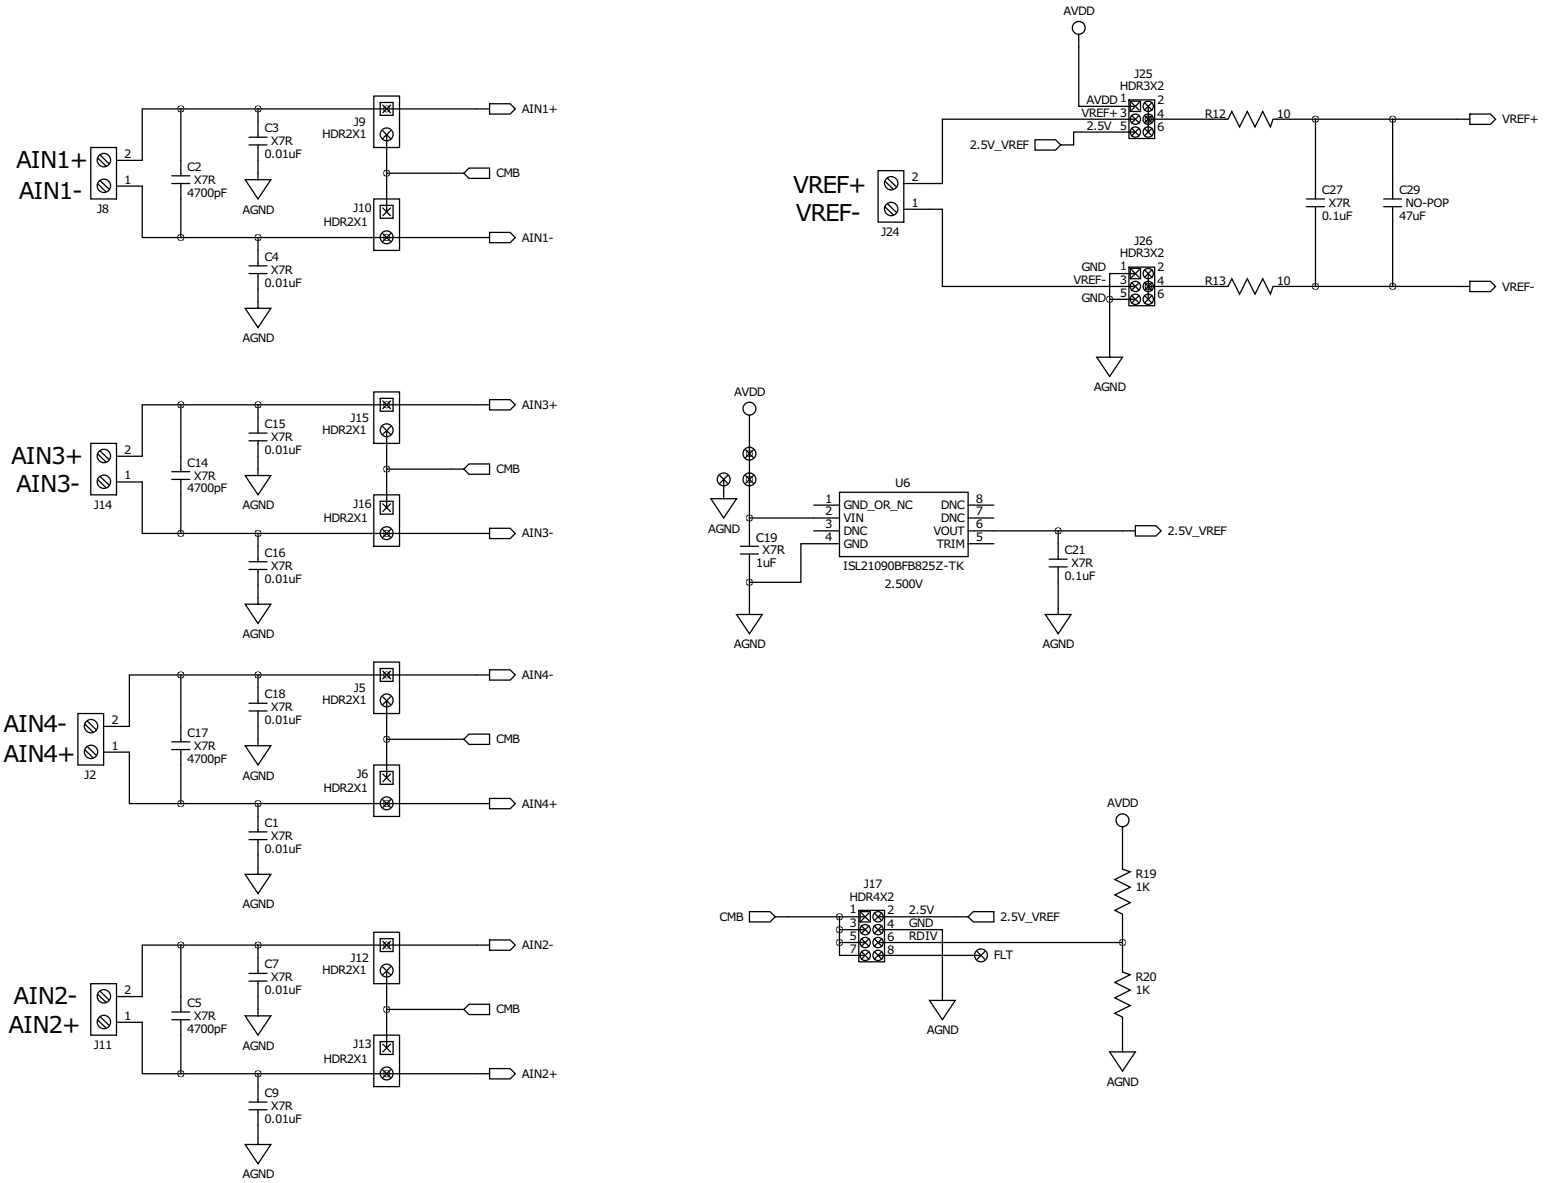 AIN1+
AIN1-
2
1
J8
C2
X7R
4700pF
C3
X7R
0.01uF
AGND
C4
X7R
0.01uF
AGND
J9
HDR2X1
J10
HDR2X1
AIN1+
CMB
AIN1-
AIN3+
AIN3-
2
1
J14
C14
X7R
4700pF
C15
X7R
0.01uF
AGND
C16
X7R
0.01uF
AGND
J15
HDR2X1
J16
HDR2X1
AIN3+
CMB
AIN3-
AIN4-
AIN4+
2
1
J2
C17
X7R
4700pF
C18
X7R
0.01uF
AGND
C1
X7R
0.01uF
AGND
J5
HDR2X1
J6
HDR2X1
AIN4-
CMB
AIN4+
AIN2-
AIN2+
2
1
J11
C5
X7R
4700pF
C7
X7R
0.01uF
AGND
C9
X7R
0.01uF
AGND
J12
HDR2X1
J13
HDR2X1
AIN2-
CMB
AIN2+
AVDD
J25
HDR3X2
AVDD 1 2
VREF+ 3 4
2.5V 5 6
2.5V_VREF
R12 10
VREF+
VREF+
VREF-
2
1
J24
C27
X7R
0.1uF
C29
NO-POP
47uF
J26
HDR3X2
GND 1 2
VREF- 3 4
GND 5 6
R13 10
VREF-
AGND
AVDD
AGND
C19
X7R
1uF
AGND
U6
1 GND_OR_NC DNC 8
2 VIN DNC 7
3 DNC VOUT 6
4 GND TRIM 5
ISL21090BFB825Z-TK
2.500V
2.5V_VREF
C21
X7R
0.1uF
AGND
AVDD
R19
1K
J17
HDR4X2
CMB
1 2 2.5V
3 4 GND
5 6 RDIV
7 8
2.5V_VREF
FLT
AGND
R20
1K
AGND